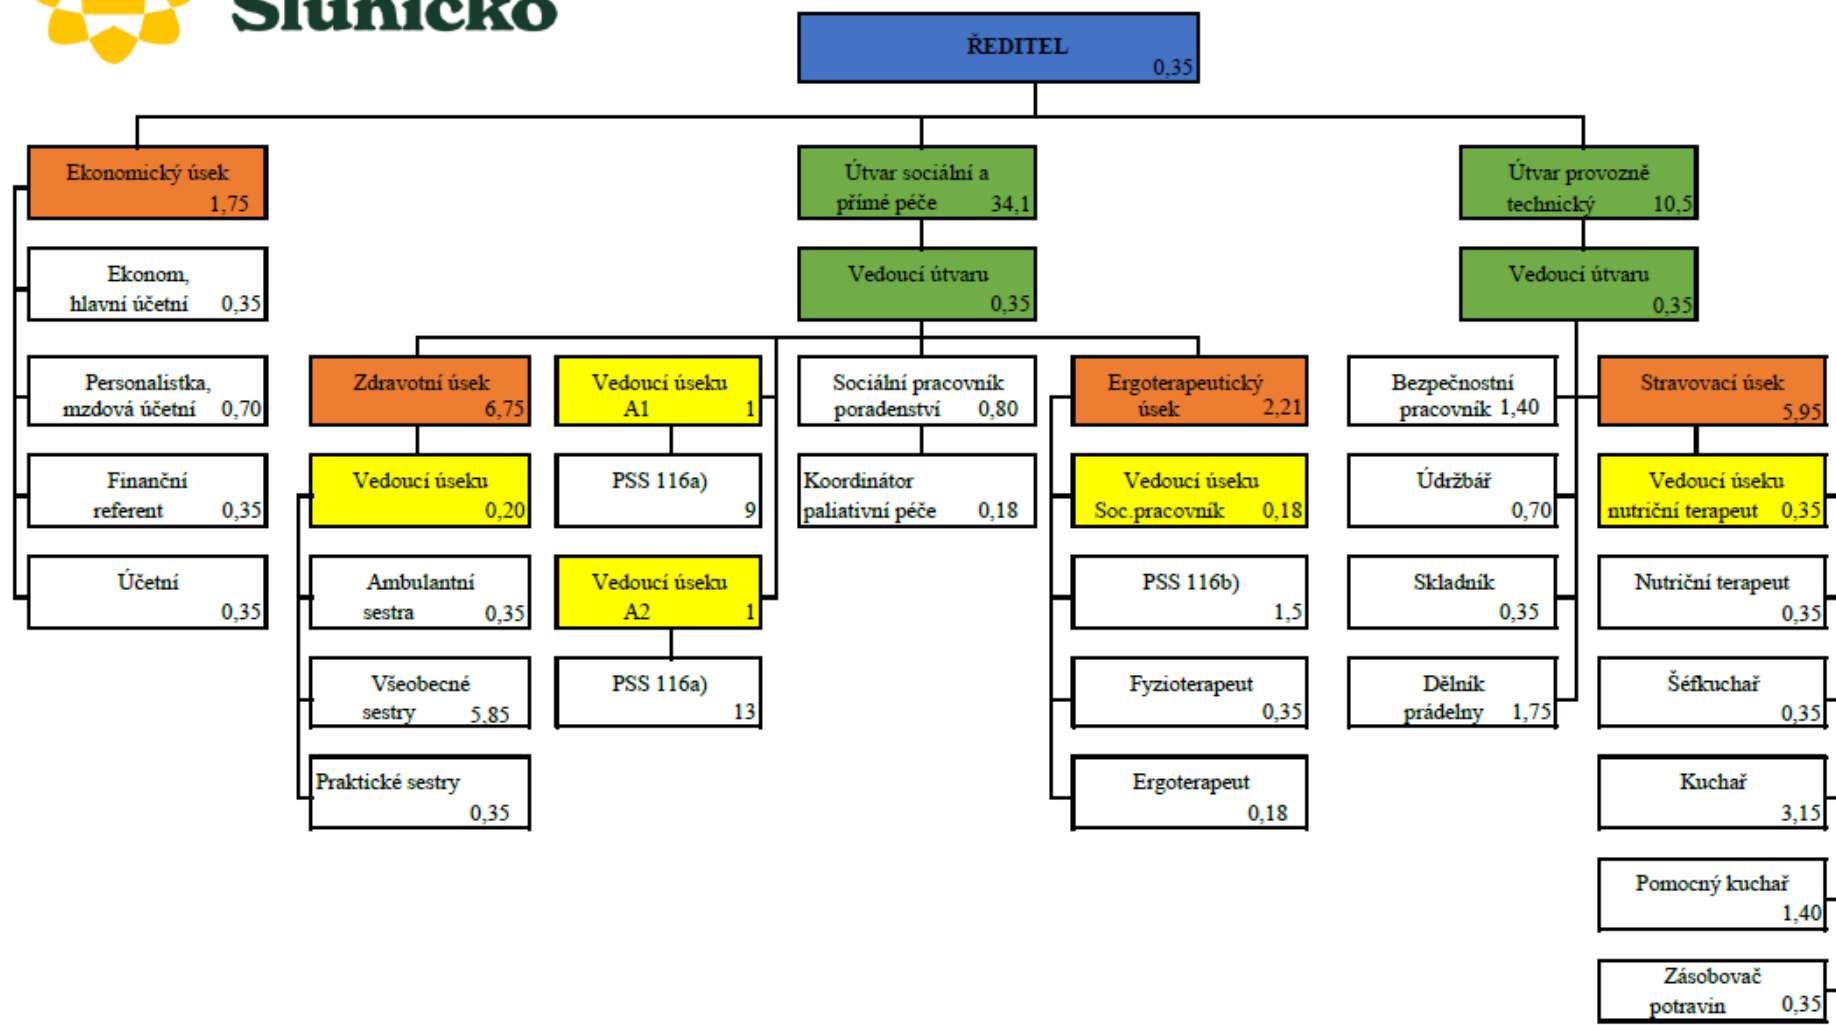 Sluníčko
ŘEDITEL
0,35
Ekonomický úsek
1,75
Ekonom,
hlavní účetní 0,35
Personalistka,
mzdová účetní 0,70
Finanční
referent 0,35
Účetní
0,35
Útvar sociální a
přímé péče 34,1
Vedoucí útvaru
0,35
Zdravotní úsek
6,75
Vedoucí úseku
0,20
Ambulantní
sestra 0,35
Všeobecné
sestry 5,85
Praktické sestry
0,35
Vedoucí úseku
A1 1
PSS 116a)
9
Vedoucí úseku
A2 1
PSS 116a)
13
Sociální pracovník
poradenství 0,80
Koordinátor
paliativní péče 0,18
Ergoterapeutický
úsek 2,21
Vedoucí úseku
Soc.pracovník 0,18
PSS 116b)
1,5
Fyzioterapeut
0,35
Ergoterapeut
0,18
Útvar provozně
technický 10,5
Vedoucí útvaru
0,35
Bezpečnostní
pracovník 1,40
Údržbář
0,70
Skladník
0,35
Dělník
prádelny 1,75
Stravovací úsek
5,95
Vedoucí úseku
nutriční terapeut 0,35
Nutriční terapeut
0,35
Šéfkuchař
0,35
Kuchař
3,15
Pomocný kuchař
1,40
Zásobovač
potravin 0,35